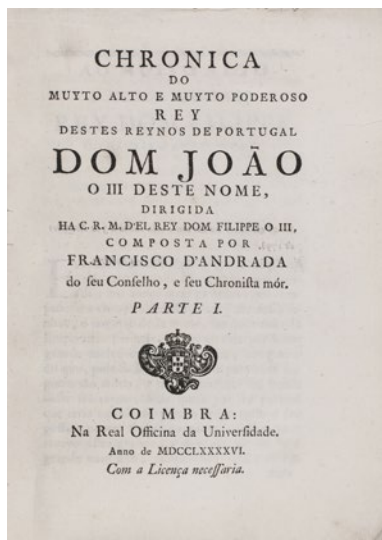 CHRONICA
DO
MUYTO ALTO E MUYTO PODEROSO
REY
DESTES REYNOS DE PORTUGAL
DOM JOÃO
O III DESTE NOME,
DIRIGIDA
HA C. R. M. D'EL REY DOM FILIPPE O III,
COMPOSTA POR
FRANCISCO D'ANDRADA
do ſeu Conſelho, e ſeu Chroniſta mór.
PARTE I.
COIMBRA:
Na Real Officina da Univerſidade.
Anno de MDCCLXXXXVI.
Com a Licença neceſſaria.